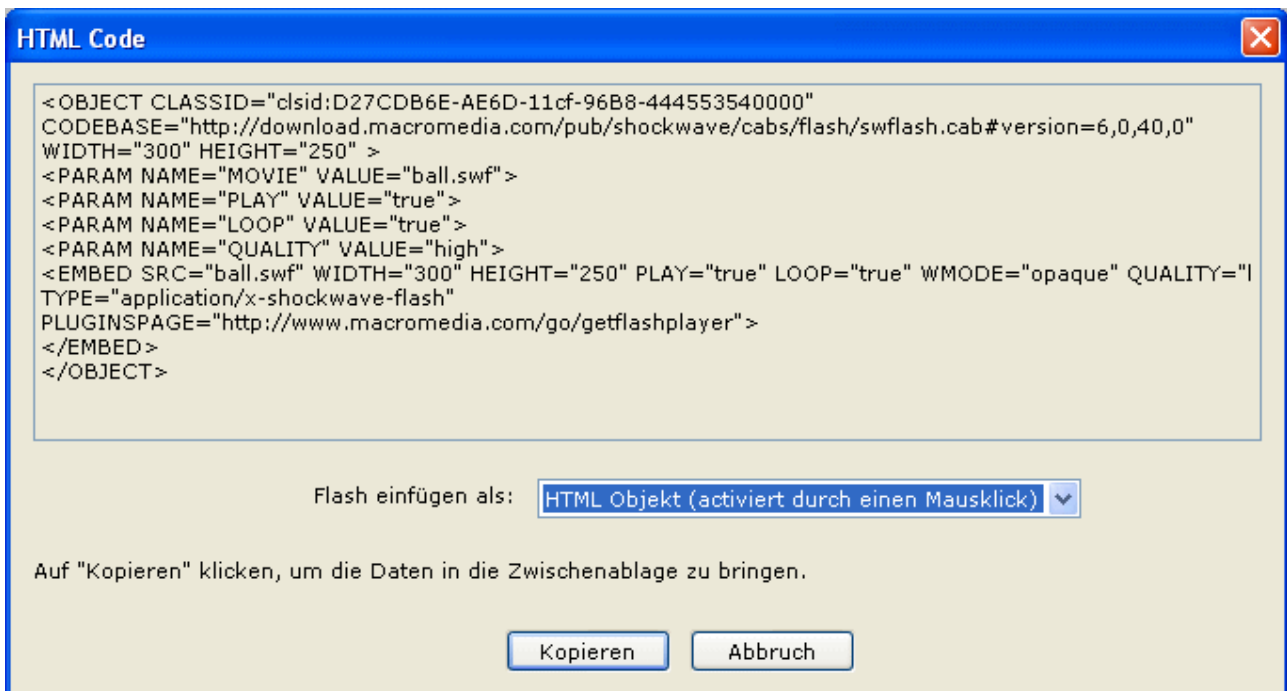 HTML Code
<OBJECT CLASSID="clsid:D27CDB6E-AE6D-11cf-96B8-444553540000"
CODEBASE="http://download.macromedia.com/pub/shockwave/cabs/flash/swflash.cab#version=6,0,40,0"
WIDTH="300" HEIGHT="250" >
<PARAM NAME="MOVIE" VALUE="ball.swf">
<PARAM NAME="PLAY" VALUE="true">
<PARAM NAME="LOOP" VALUE="true">
<PARAM NAME="QUALITY" VALUE="high">
<EMBED SRC="ball.swf" WIDTH="300" HEIGHT="250" PLAY="true" LOOP="true" WMODE="opaque" QUALITY="
TYPE="application/x-shockwave-flash"
PLUGINSPAGE="http://www.macromedia.com/go/getflashplayer">
</EMBED>
</OBJECT>
Flash einfügen als: HTML Objekt (activiert durch einen Mausklick)
Auf "Kopieren" klicken, um die Daten in die Zwischenablage zu bringen.
Kopieren Abbruch